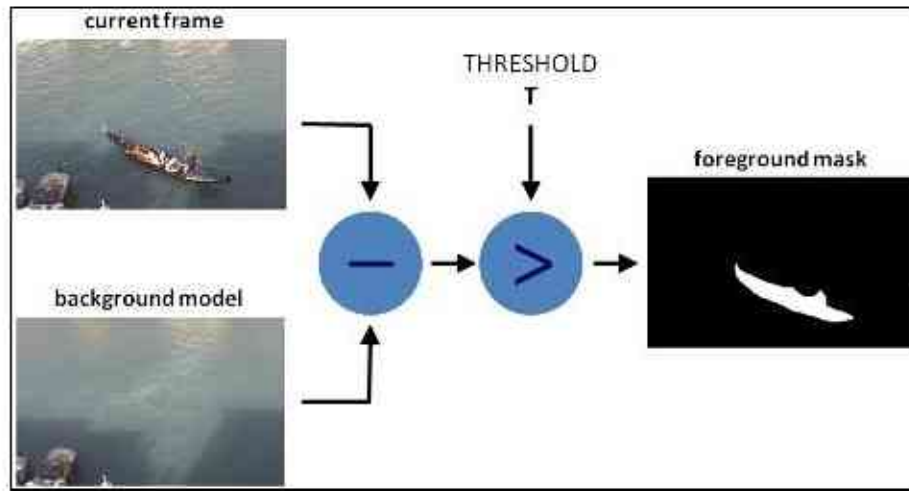 current frame
THRESHOLD
T
foreground mask
−
>
background model